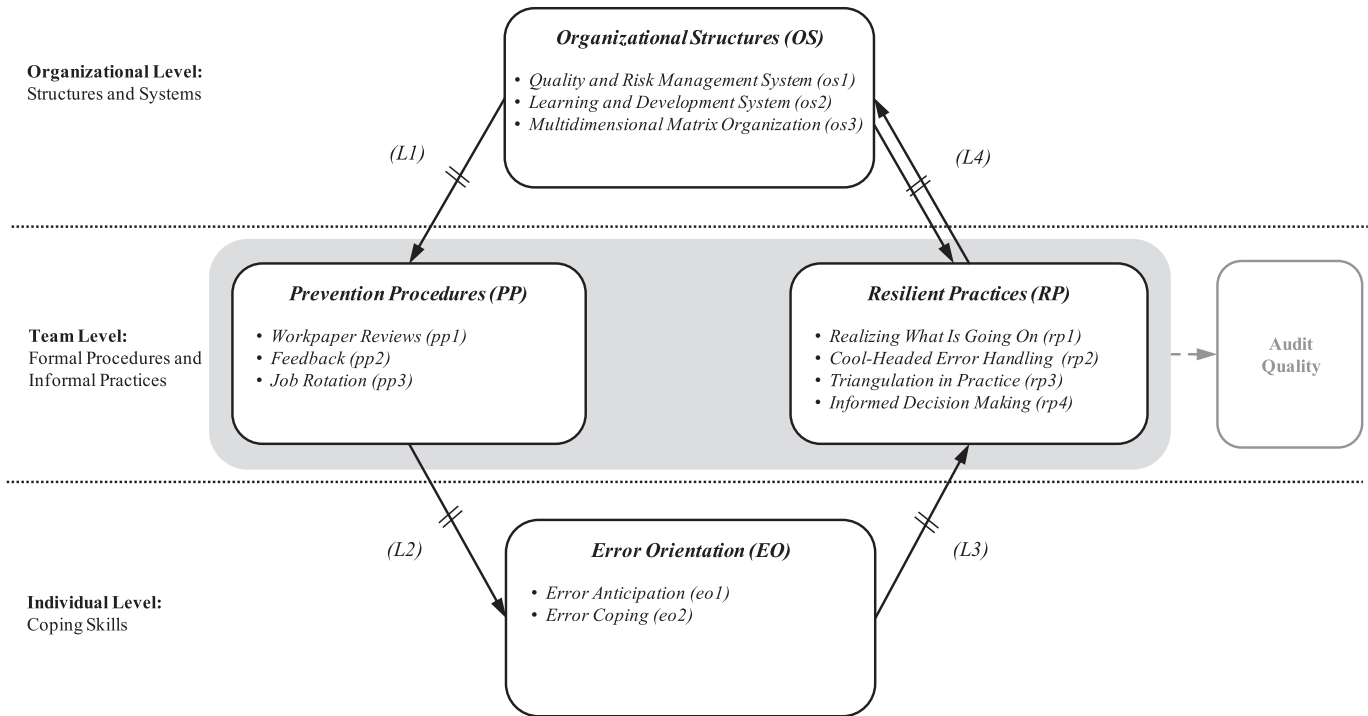 Organizational Structures (OS)
• Quality and Risk Management System (os1)
• Learning and Development System (os2)
• Multidimensional Matrix Organization (os3)
Organizational Level:
Structures and Systems
(L1)
(L4)
Prevention Procedures (PP)
• Workpaper Reviews (pp1)
• Feedback (pp2)
• Job Rotation (pp3)
Resilient Practices (RP)
• Realizing What Is Going On (rp1)
• Cool-Headed Error Handling (rp2)
• Triangulation in Practice (rp3)
• Informed Decision Making (rp4)
Team Level:
Formal Procedures and
Informal Practices
Audit
Quality
(L2)
(L3)
Error Orientation (EO)
• Error Anticipation (eo1)
• Error Coping (eo2)
Individual Level:
Coping Skills